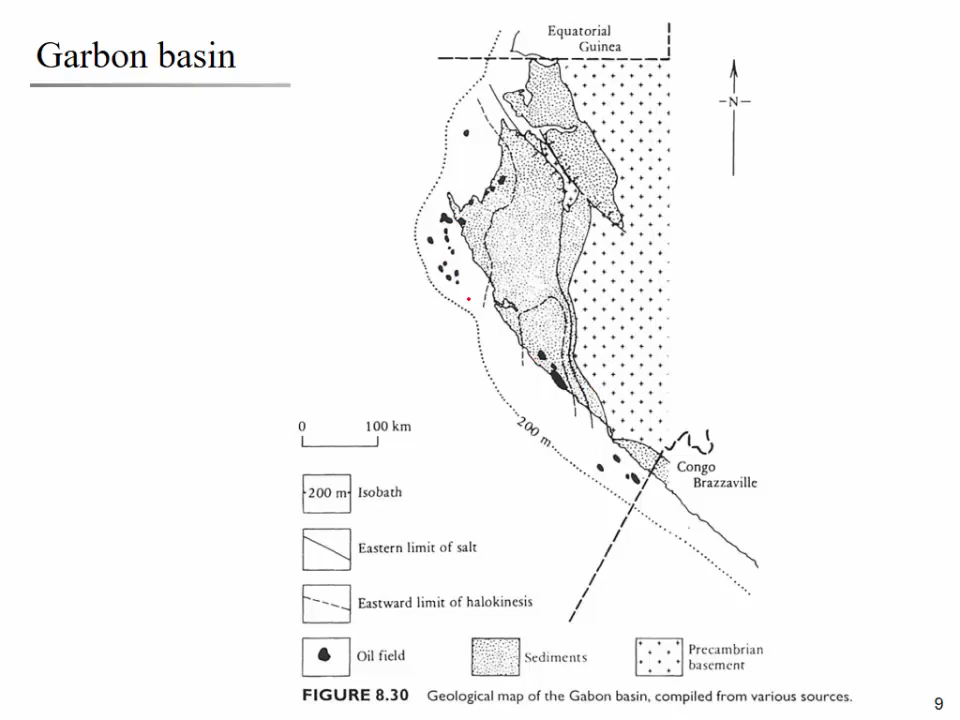 Garbon basin
Equatorial
Guinea
-N-
200 m
0 100 km
Congo
Brazzaville
200 m Isobath
Eastern limit of salt
Eastward limit of halokinesis
Oil field
Sediments
Precambrian
basement
FIGURE 8.30 Geological map of the Gabon basin, compiled from various sources.
9